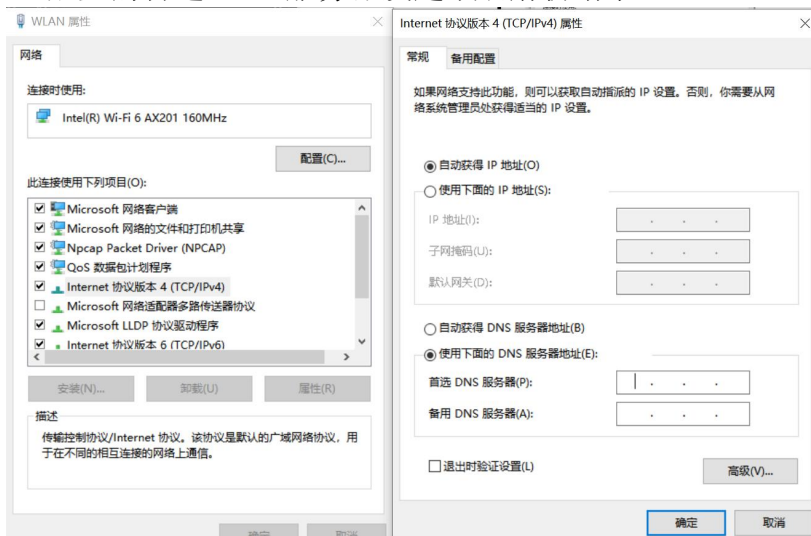 WLAN 属性
网络
连接时使用:
Intel(R) Wi-Fi 6 AX201 160MHz
配置(C)...
此连接使用下列项目(O):
Microsoft 网络客户端
Microsoft 网络的文件和打印机共享
Npcap Packet Driver (NPCAP)
QoS 数据包计划程序
Internet 协议版本 4 (TCP/IPv4)
Microsoft 网络适配器多路传送器协议
Microsoft LLDP 协议驱动程序
Internet 协议版本 6 (TCP/IPv6)
安装(N)...
卸载(U)
属性(R)
描述
传输控制协议/Internet 协议。该协议是默认的广域网络协议，用
于在不同的相互连接的网络上通信。
Internet 协议版本 4 (TCP/IPv4) 属性
常规
备用配置
如果网络支持此功能，则可以获取自动指派的 IP 设置。否则，你需要从网
络系统管理员处获得适当的 IP 设置。
自动获得 IP 地址(O)
使用下面的 IP 地址(S):
IP 地址(I):
子网掩码(U):
默认网关(D):
自动获得 DNS 服务器地址(B)
使用下面的 DNS 服务器地址(E):
首选 DNS 服务器(P):
备用 DNS 服务器(A):
退出时验证设置(L)
高级(V)...
确定
取消